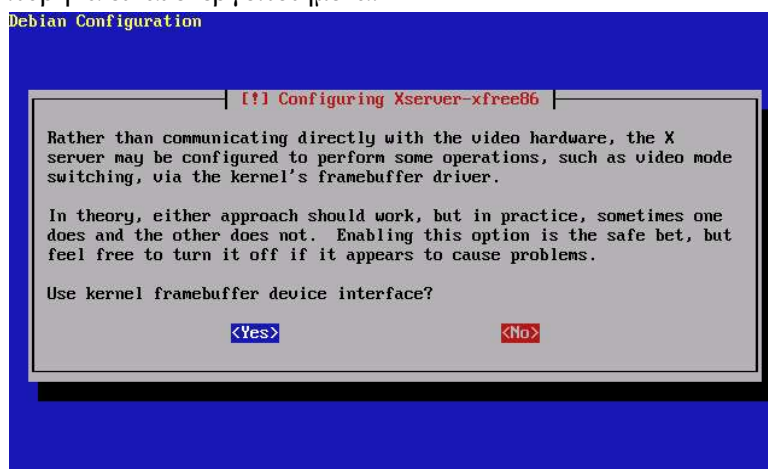 Debian Configuration
[!] Configuring Xserver-xfree86
Rather than communicating directly with the video hardware, the X
server may be configured to perform some operations, such as video mode
switching, via the kernel's framebuffer driver.
In theory, either approach should work, but in practice, sometimes one
does and the other does not.  Enabling this option is the safe bet, but
feel free to turn it off if it appears to cause problems.
Use kernel framebuffer device interface?
<Yes> <No>